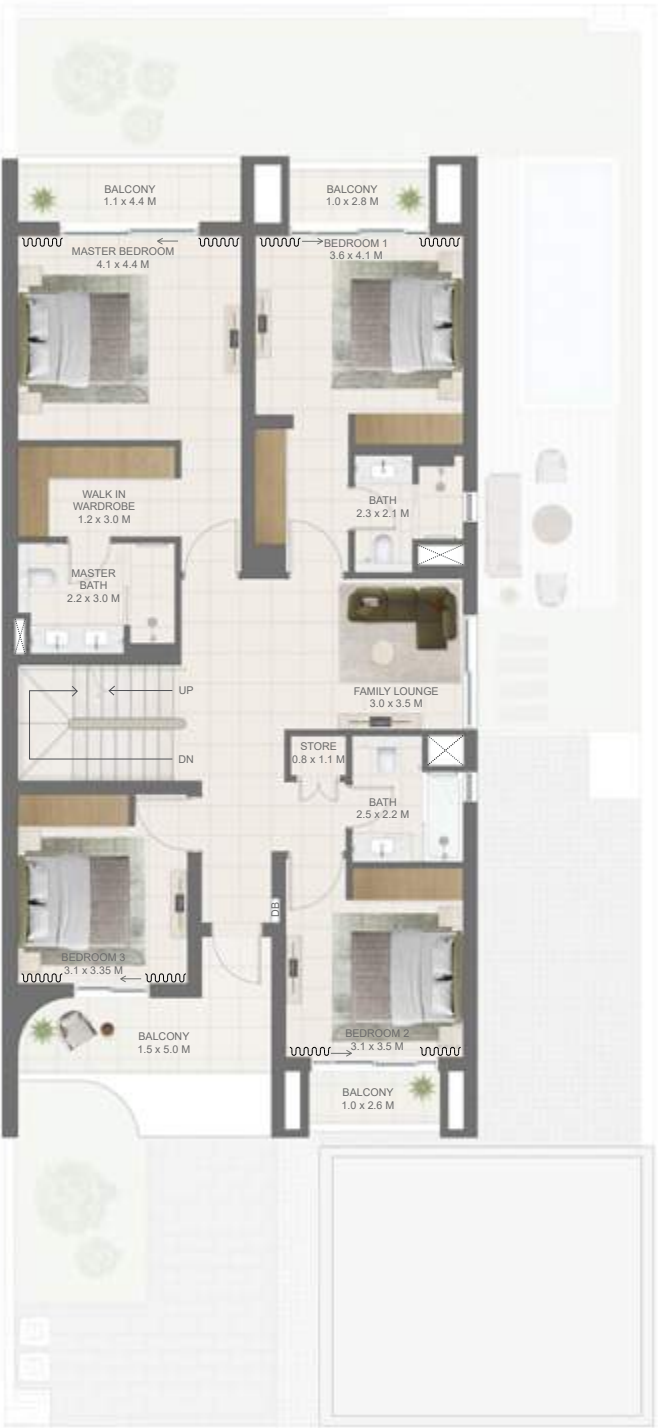 BALCONY
1.1 x 4.4 M
BALCONY
1.0 x 2.8 M
MASTER BEDROOM
4.1 x 4.4 M
BEDROOM 1
3.6 x 4.1 M
WALK IN
WARDROBE
1.2 x 3.0 M
BATH
2.3 x 2.1 M
MASTER
BATH
2.2 x 3.0 M
UP
FAMILY LOUNGE
3.0 x 3.5 M
DN
STORE
0.8 x 1.1 M
BATH
2.5 x 2.2 M
DB
BEDROOM 3
3.1 x 3.35 M
BALCONY
1.5 x 5.0 M
BEDROOM 2
3.1 x 3.5 M
BALCONY
1.0 x 2.6 M